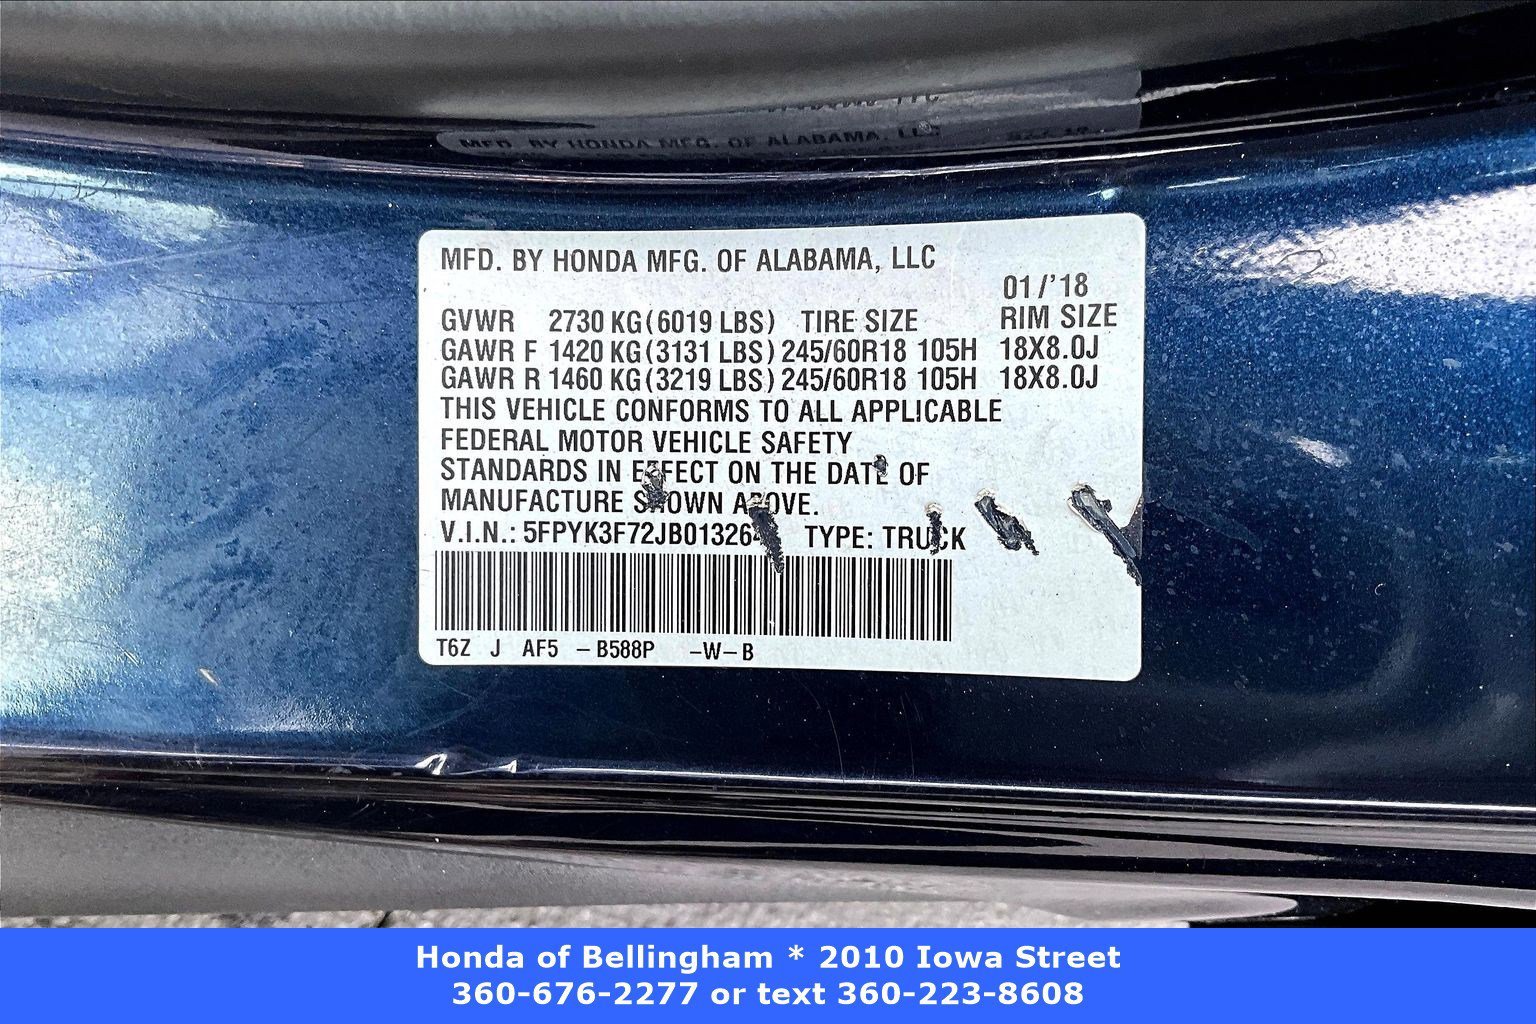 MFD. BY HONDA MFG. OF ALABAMA, LLC
MFD. BY HONDA MFG. OF ALABAMA, LLC
01/'18
GVWR 2730 KG (6019 LBS) TIRE SIZE RIM SIZE
GAWR F 1420 KG (3131 LBS) 245/60R18 105H 18X8.0J
GAWR R 1460 KG (3219 LBS) 245/60R18 105H 18X8.0J
THIS VEHICLE CONFORMS TO ALL APPLICABLE
FEDERAL MOTOR VEHICLE SAFETY
STANDARDS IN EFFECT ON THE DATE OF
MANUFACTURE SHOWN ABOVE.
V.I.N.: TYPE: TRUCK
T6Z J AF5 - B588P -W-B
Honda of Bellingham * 2010 Iowa Street
360-676-2277 or text 360-223-8608